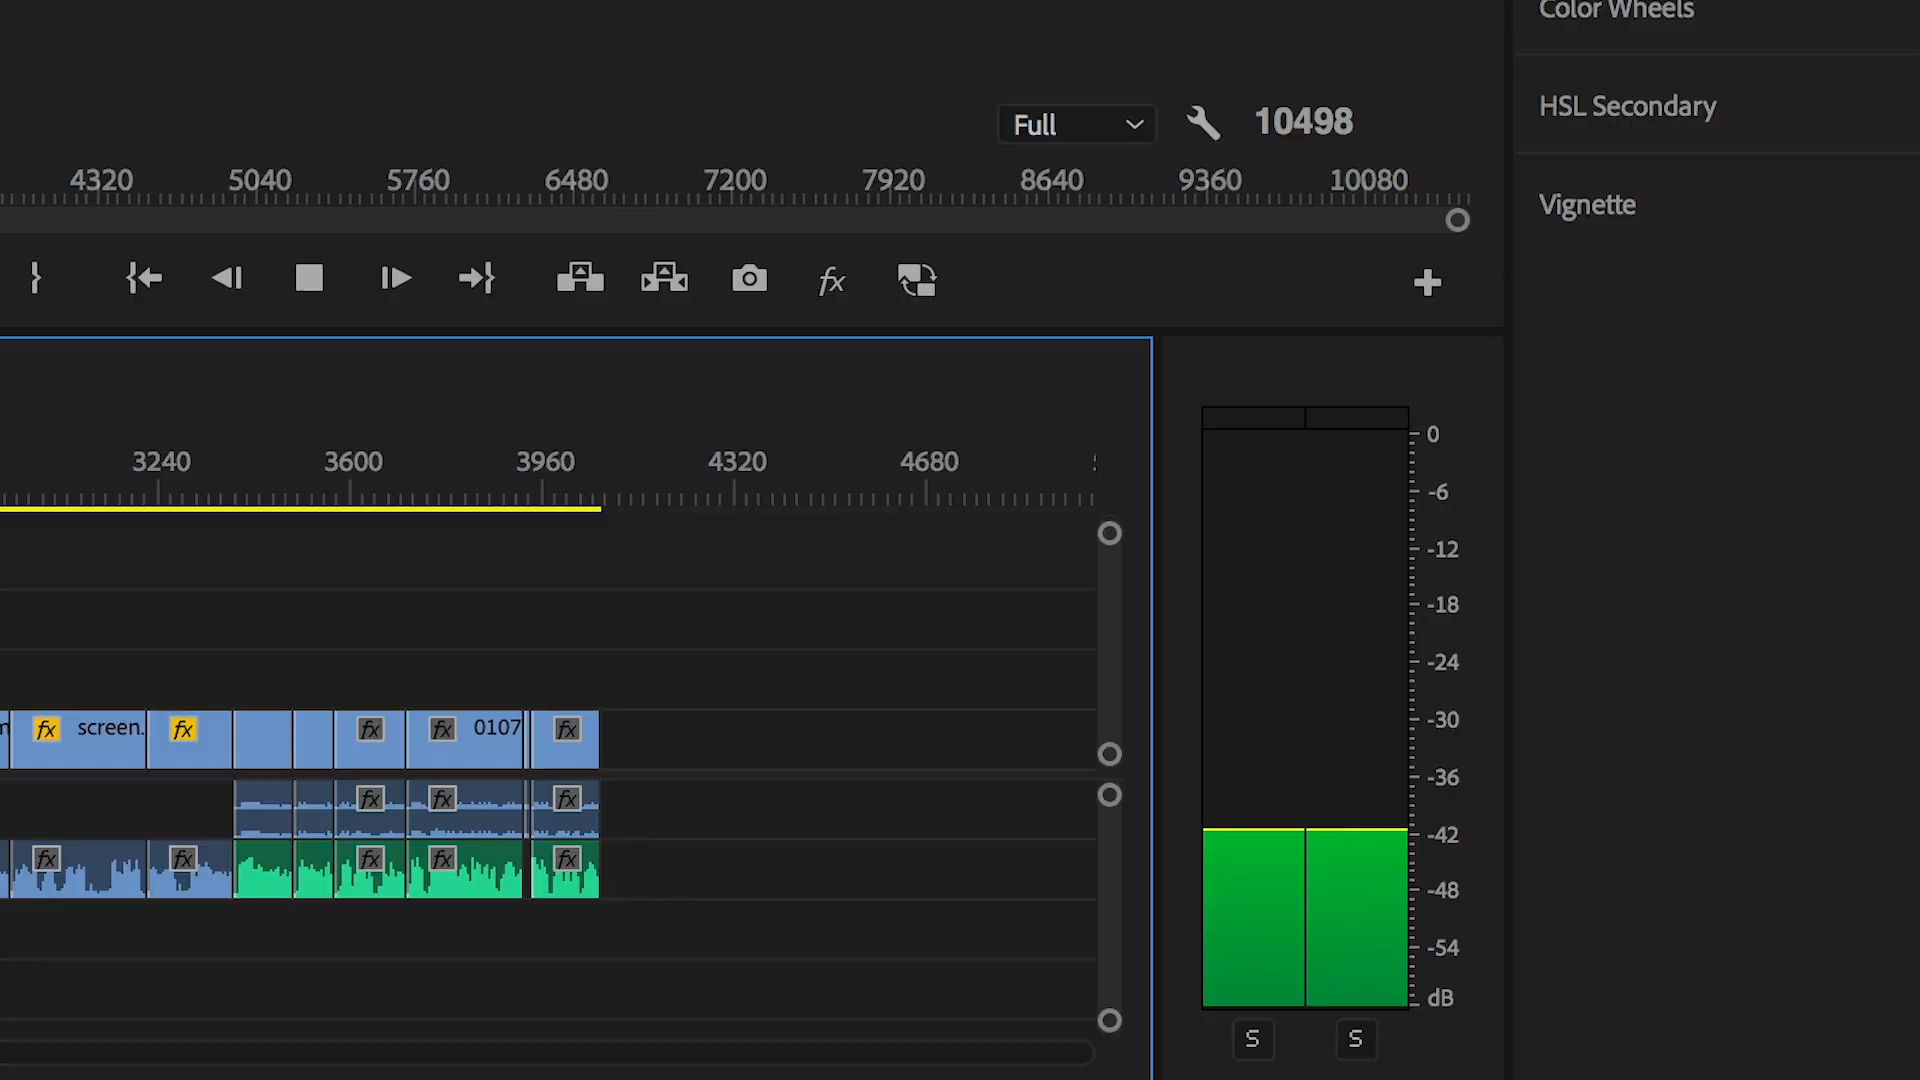 Color Wheels
Full 10498
HSL Secondary
4320 5040 5760 6480 7200 7920 8640 9360 10080
Vignette
fx
3240 3600 3960 4320 4680
0
-6
-12
-18
-24
-30
-36
-42
-48
-54
dB
fx screen. fx fx fx 0107 fx
fx fx fx
fx fx fx fx fx
S S